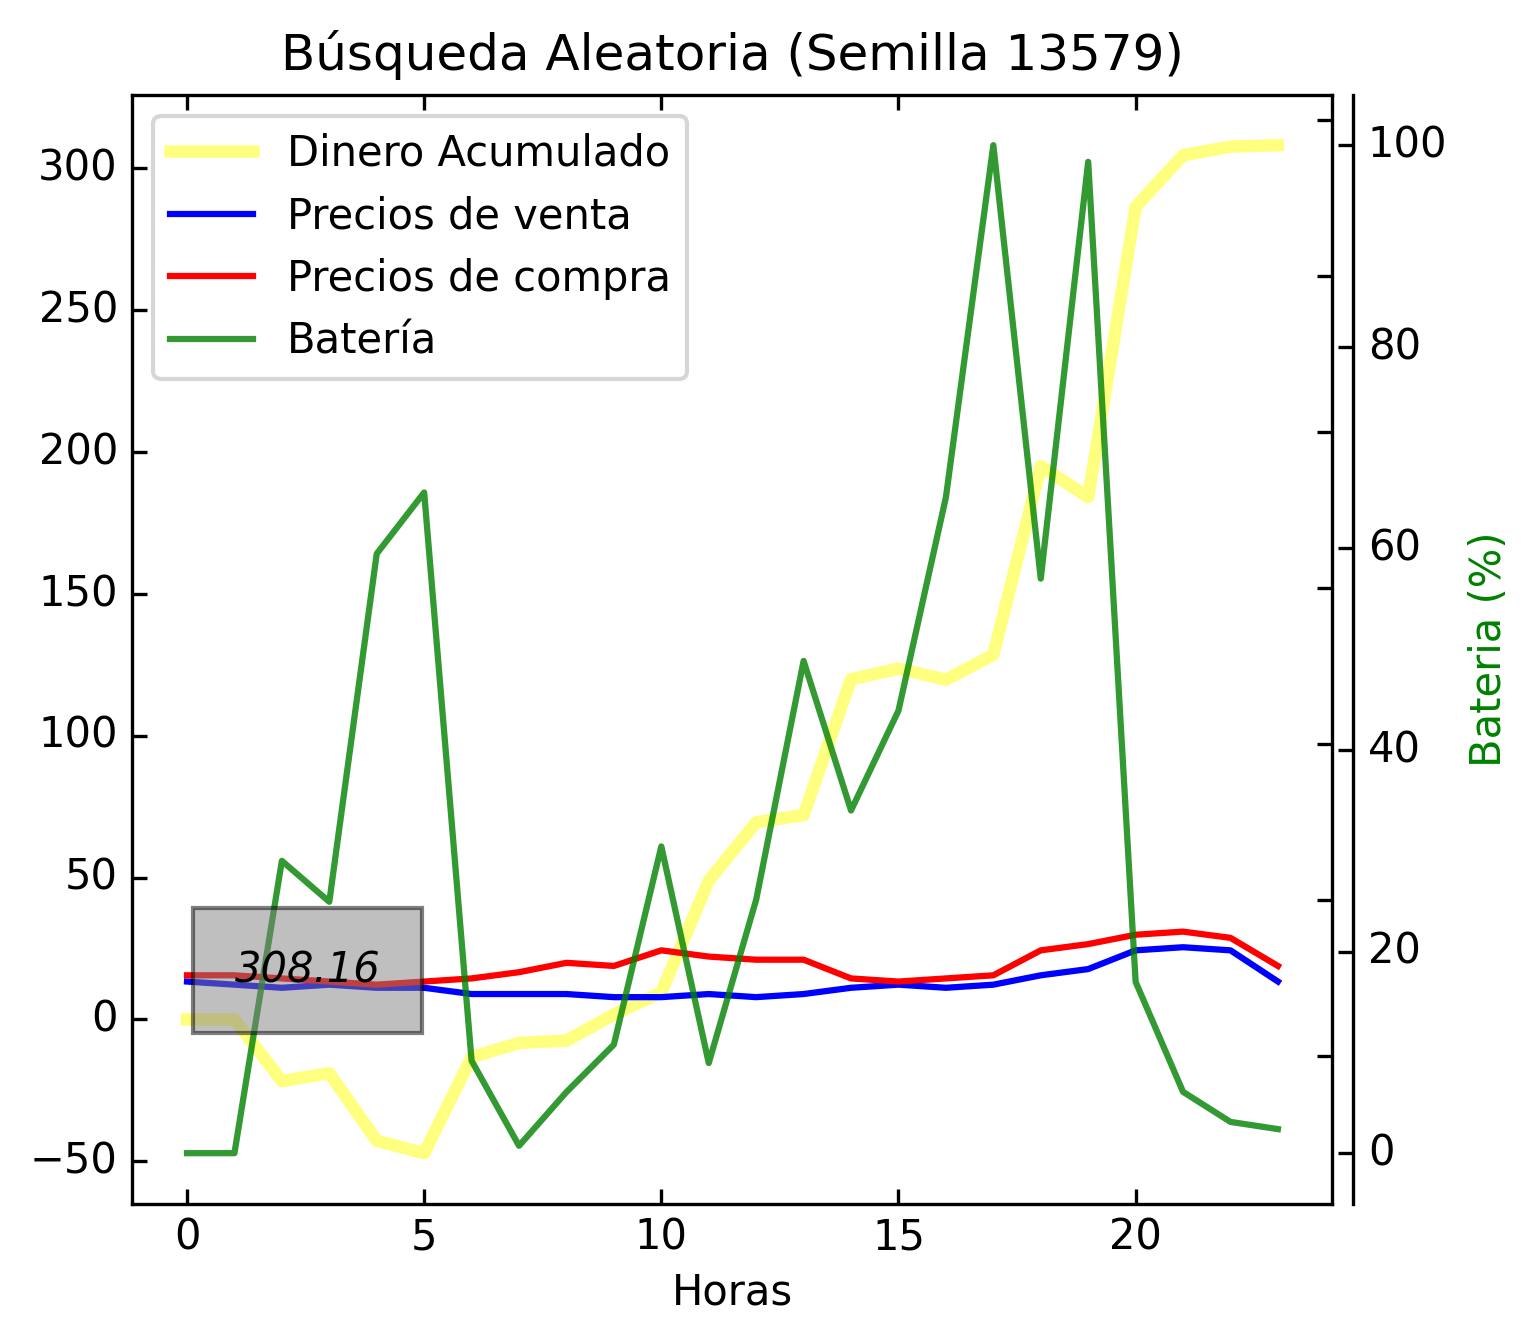 Búsqueda Aleatoria (Semilla 13579)
Dinero Acumulado
Precios de venta
Precios de compra
Batería
300
250
200
150
100
50
0
−50
308.16
100
80
60
40
20
0
Bateria (%)
0 5 10 15 20
Horas